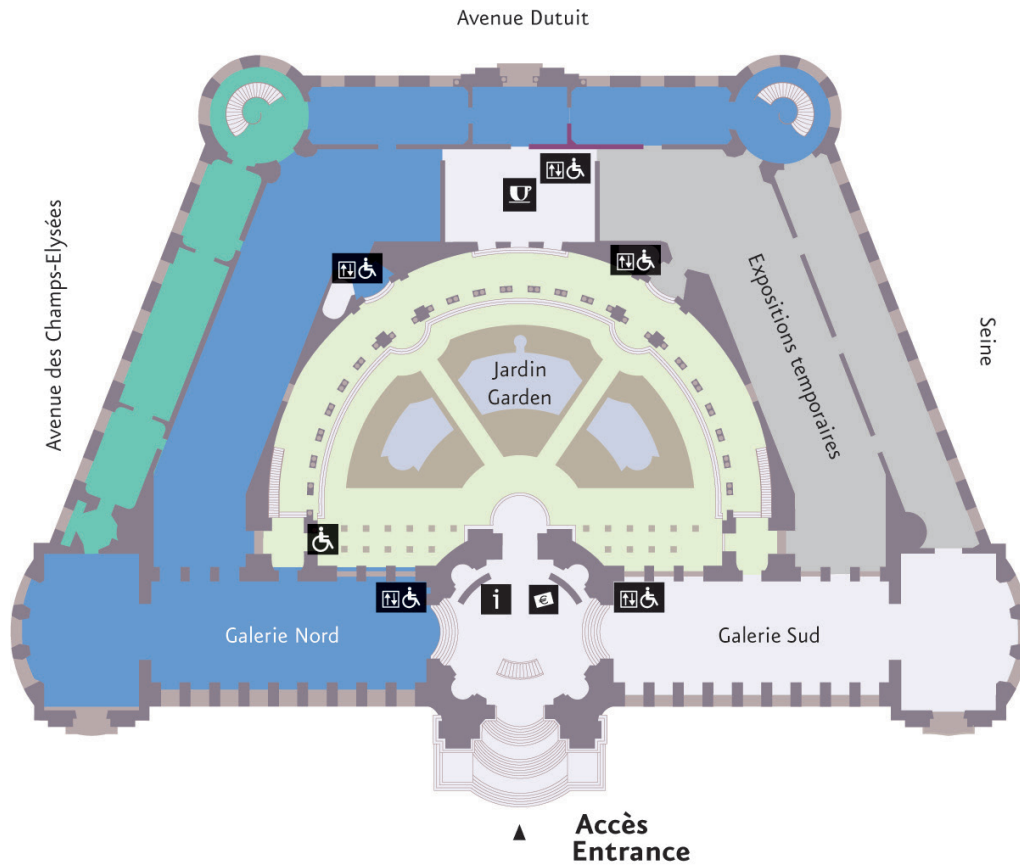 Avenue Dutuit
Avenue des Champs-Elysées
Expositions temporaires
Seine
Jardin
Garden
i
€
Galerie Nord
Galerie Sud
Accès
Entrance